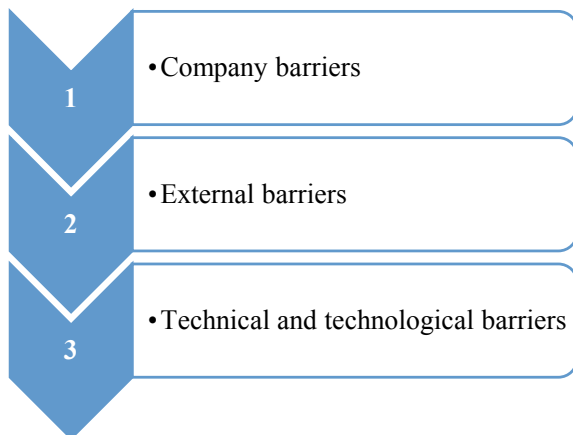 1
•Company barriers
2
•External barriers
3
•Technical and technological barriers